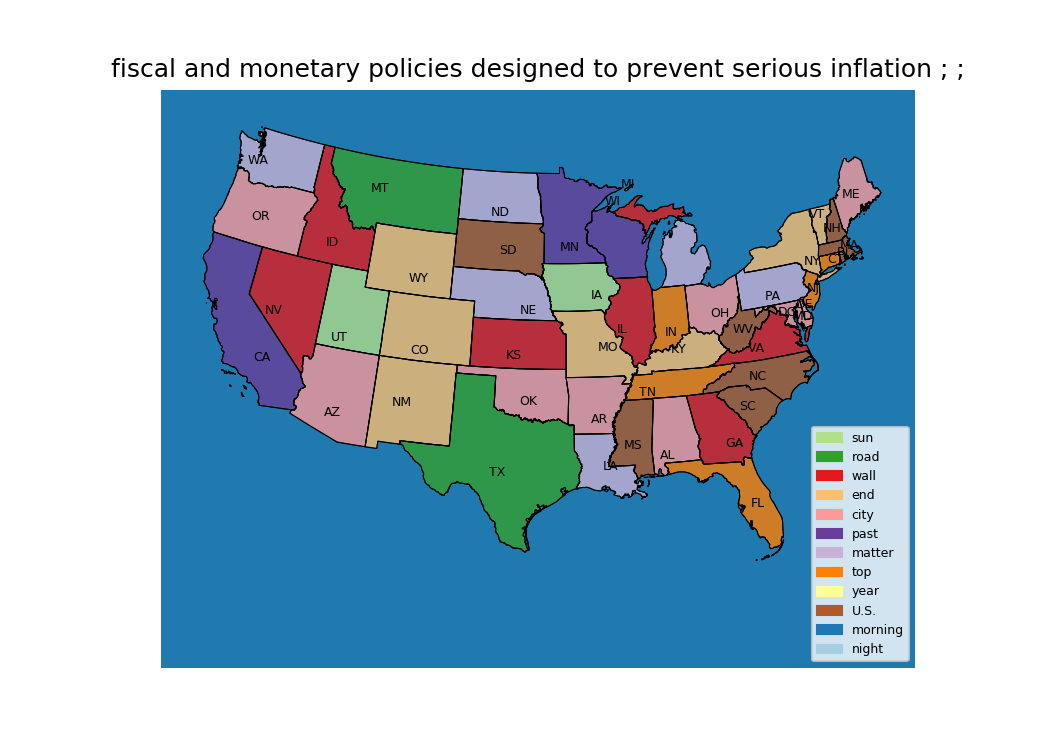 fiscal and monetary policies designed to prevent serious inflation ; ;
WA
MT
ND
MI
WI
ME
OR
ID
SD
MN
VT
NH
WY
NY
CT
NV
UT
NE
IA
PA
NJ
DE
DC
MD
CO
KS
MO
IL
IN
OH
WV
VA
KY
CA
AZ
NM
OK
AR
TN
NC
SC
MS
AL
GA
TX
LA
FL
sun
road
wall
end
city
past
matter
top
year
U.S.
morning
night